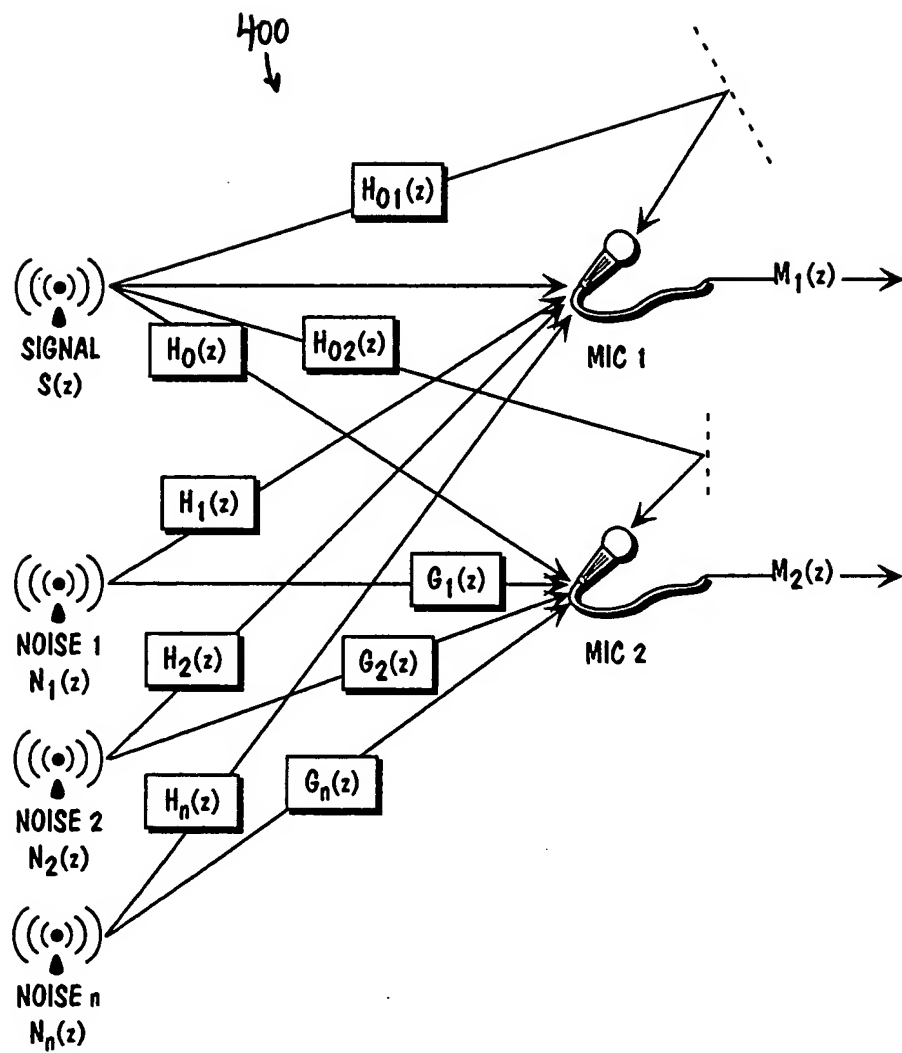 400
H01(z)
M1(z)
SIGNAL
S(z)
H0(z)
H02(z)
MIC 1
H1(z)
G1(z)
M2(z)
NOISE 1
N1(z)
H2(z)
G2(z)
MIC 2
NOISE 2
N2(z)
Hn(z)
Gn(z)
NOISE n
Nn(z)